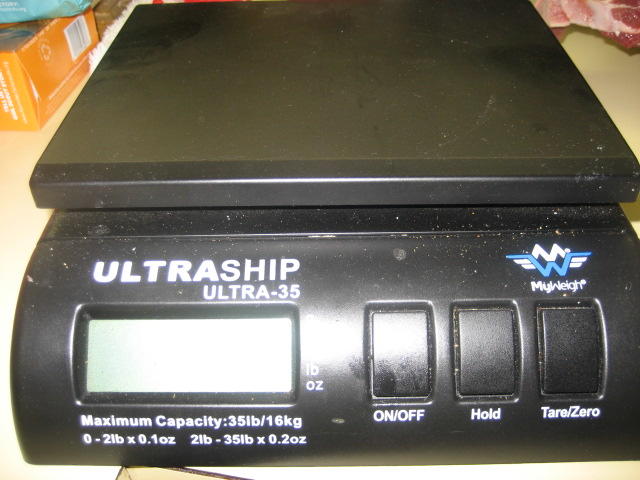 ULTRASHIP
ULTRA-35
MyWeigh®
lb
oz
ON/OFF
Hold
Tare/Zero
Maximum Capacity:35lb/16kg
0 - 2lb x 0.1oz 2lb - 35lb x 0.2oz